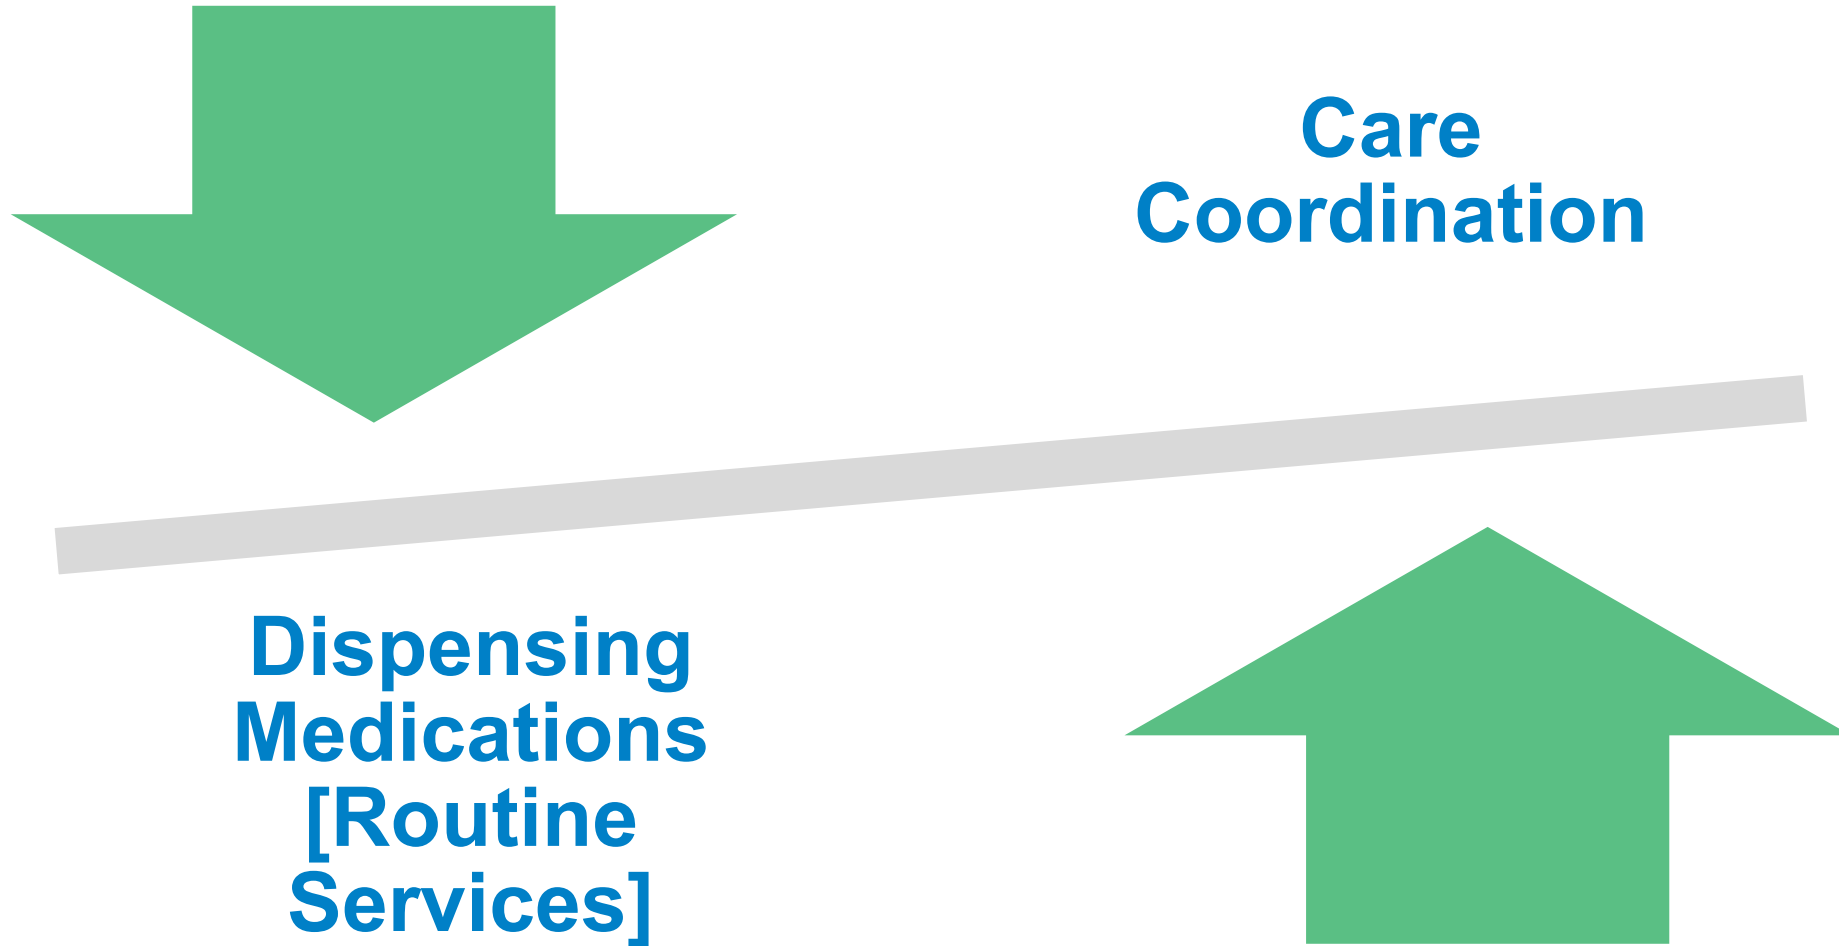 Care
Coordination
Dispensing
Medications
[Routine
Services]